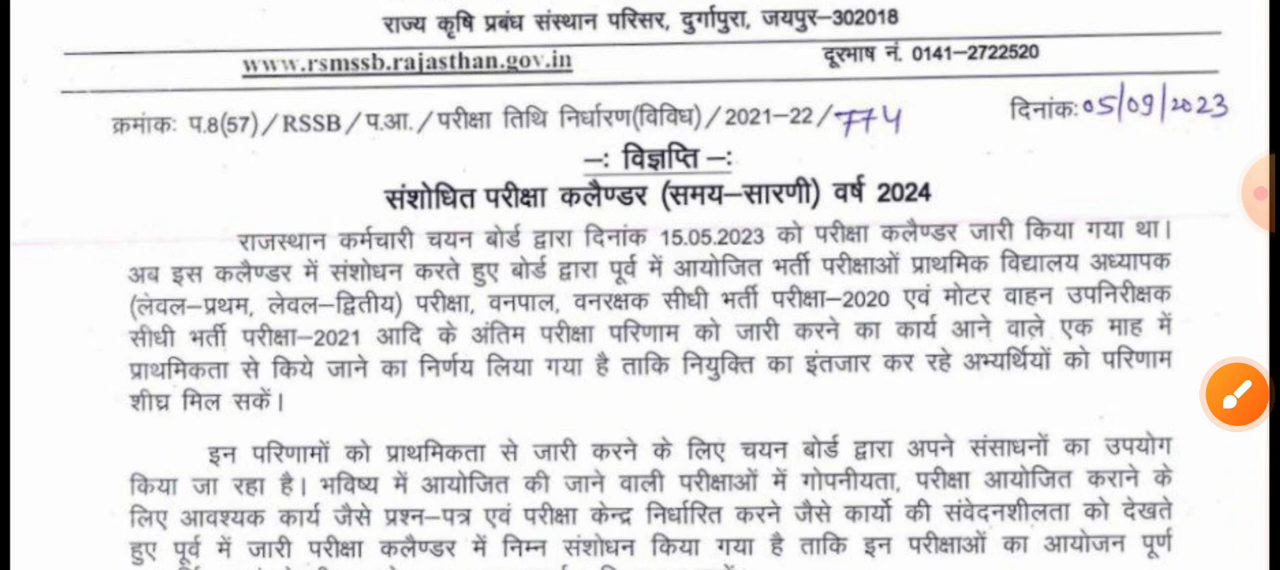 राज्य कृषि प्रबंध संस्थान परिसर, दुर्गापुरा, जयपुर–302018
www.rsmssb.rajasthan.gov.in दूरभाष नं. 0141–2722520
क्रमांकः प.8(57)/RSSB/प.आ./परीक्षा तिथि निर्धारण(विविध)/2021–22/774 दिनांकः05/09/2023
–: विज्ञप्ति –:
संशोधित परीक्षा कलैण्डर (समय–सारणी) वर्ष 2024
राजस्थान कर्मचारी चयन बोर्ड द्वारा दिनांक 15.05.2023 को परीक्षा कलैण्डर जारी किया गया था।
अब इस कलैण्डर में संशोधन करते हुए बोर्ड द्वारा पूर्व में आयोजित भर्ती परीक्षाओं प्राथमिक विद्यालय अध्यापक
(लेवल–प्रथम, लेवल–द्वितीय) परीक्षा, वनपाल, वनरक्षक सीधी भर्ती परीक्षा–2020 एवं मोटर वाहन उपनिरीक्षक
सीधी भर्ती परीक्षा–2021 आदि के अंतिम परीक्षा परिणाम को जारी करने का कार्य आने वाले एक माह में
प्राथमिकता से किये जाने का निर्णय लिया गया है ताकि नियुक्ति का इंतजार कर रहे अभ्यर्थियों को परिणाम
शीघ्र मिल सकें।
इन परिणामों को प्राथमिकता से जारी करने के लिए चयन बोर्ड द्वारा अपने संसाधनों का उपयोग
किया जा रहा है। भविष्य में आयोजित की जाने वाली परीक्षाओं में गोपनीयता, परीक्षा आयोजित कराने के
लिए आवश्यक कार्य जैसे प्रश्न–पत्र एवं परीक्षा केन्द्र निर्धारित करने जैसे कार्यो की संवेदनशीलता को देखते
हुए पूर्व में जारी परीक्षा कलैण्डर में निम्न संशोधन किया गया है ताकि इन परीक्षाओं का आयोजन पूर्ण